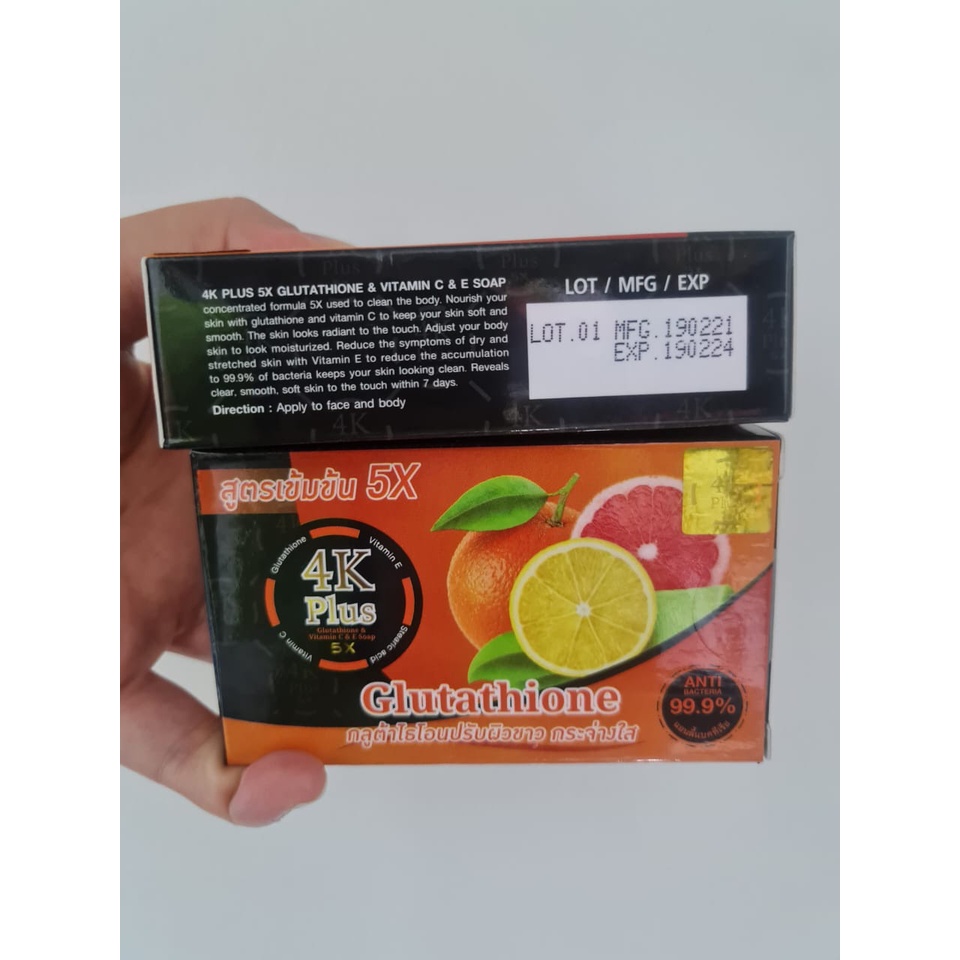 4K PLUS 5X GLUTATHIONE & VITAMIN C & E SOAP
concentrated formula 5X used to clean the body. Nourish your
skin with glutathione and vitamin C to keep your skin soft and
smooth. The skin looks radiant to the touch. Adjust your body
skin to look moisturized. Reduce the symptoms of dry and
stretched skin with Vitamin E to reduce the accumulation
to 99.9% of bacteria keeps your skin looking clean. Reveals
clear, smooth, soft skin to the touch within 7 days.
Direction : Apply to face and body
LOT / MFG / EXP
LOT.01 MFG.190221
EXP.190224
สูตรเข้มข้น 5X
Glutathione
Vitamin E
Stearic acid
Vitamin C
4K
Plus
Glutathione &
Vitamin C & E Soap
5X
Glutathione
กลูต้าไธโอนปรับผิวขาว กระจ่างใส
ANTI
BACTERIA
99.9%